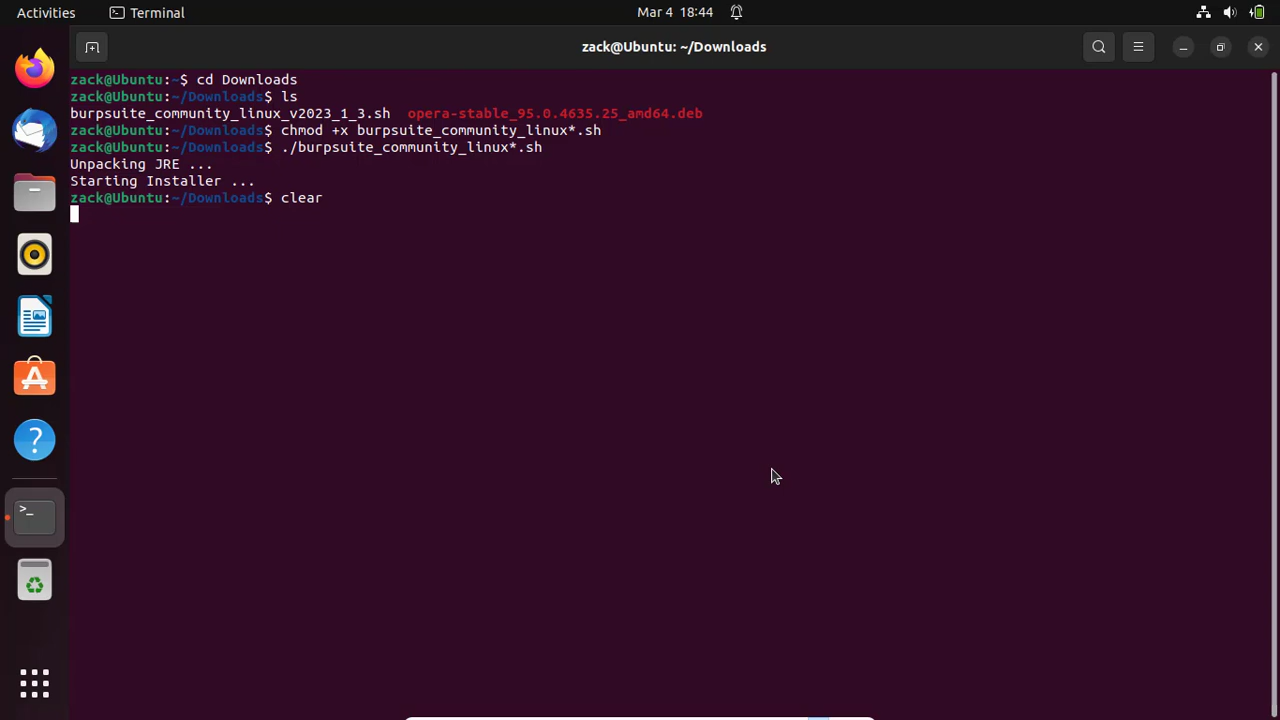 Activities Terminal Mar 4 18:44
zack@Ubuntu: ~/Downloads
zack@Ubuntu:~$ cd Downloads
zack@Ubuntu:~/Downloads$ ls
burpsuite_community_linux_v2023_1_3.sh opera-stable_95.0.4635.25_amd64.deb
zack@Ubuntu:~/Downloads$ chmod +x burpsuite_community_linux*.sh
zack@Ubuntu:~/Downloads$ ./burpsuite_community_linux*.sh
Unpacking JRE ...
Starting Installer ...
zack@Ubuntu:~/Downloads$ clear